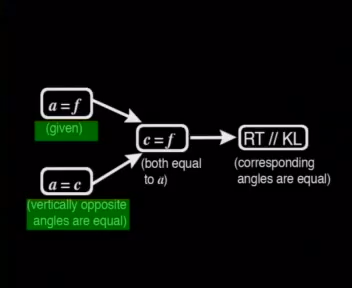 a = f
(given)
c = f
RT // KL
(both equal
to a)
(corresponding
angles are equal)
a = c
(vertically opposite
angles are equal)